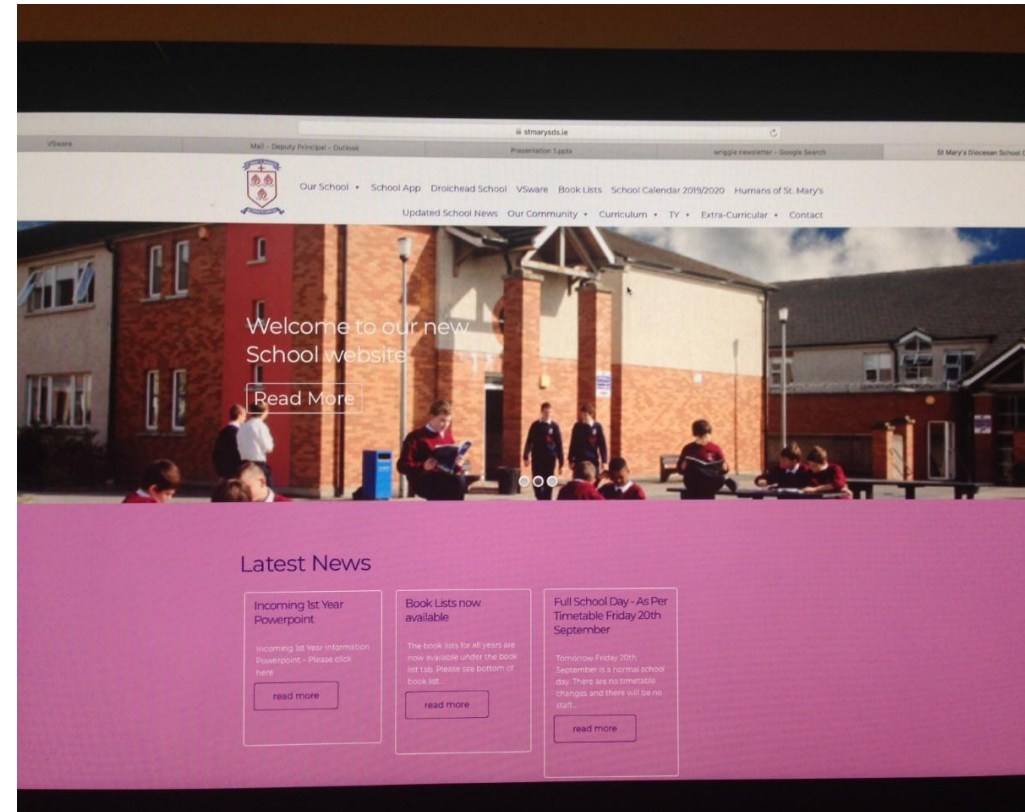 stmarysds.ie
VSware
Mail - Deputy Principal - Outlook
Presentation 1.pptx
wriggle newsletter - Google Search
St Mary's Diocesan School
Our School
School App
Droichead School
VSware
Book Lists
School Calendar 2019/2020
Humans of St. Mary's
Updated School News
Our Community
Curriculum
TY
Extra-Curricular
Contact
Welcome to our new
School website
Read More
Latest News
Incoming 1st Year
Powerpoint
Incoming 1st Year Information
Powerpoint - Please click
here
read more
Book Lists now
available
The book lists for all years are
now available under the book
list tab. Please see bottom of
book list...
read more
Full School Day - As Per
Timetable Friday 20th
September
Tomorrow Friday 20th
September is a normal school
day. There are no timetable
changes and there will be no
staff...
read more